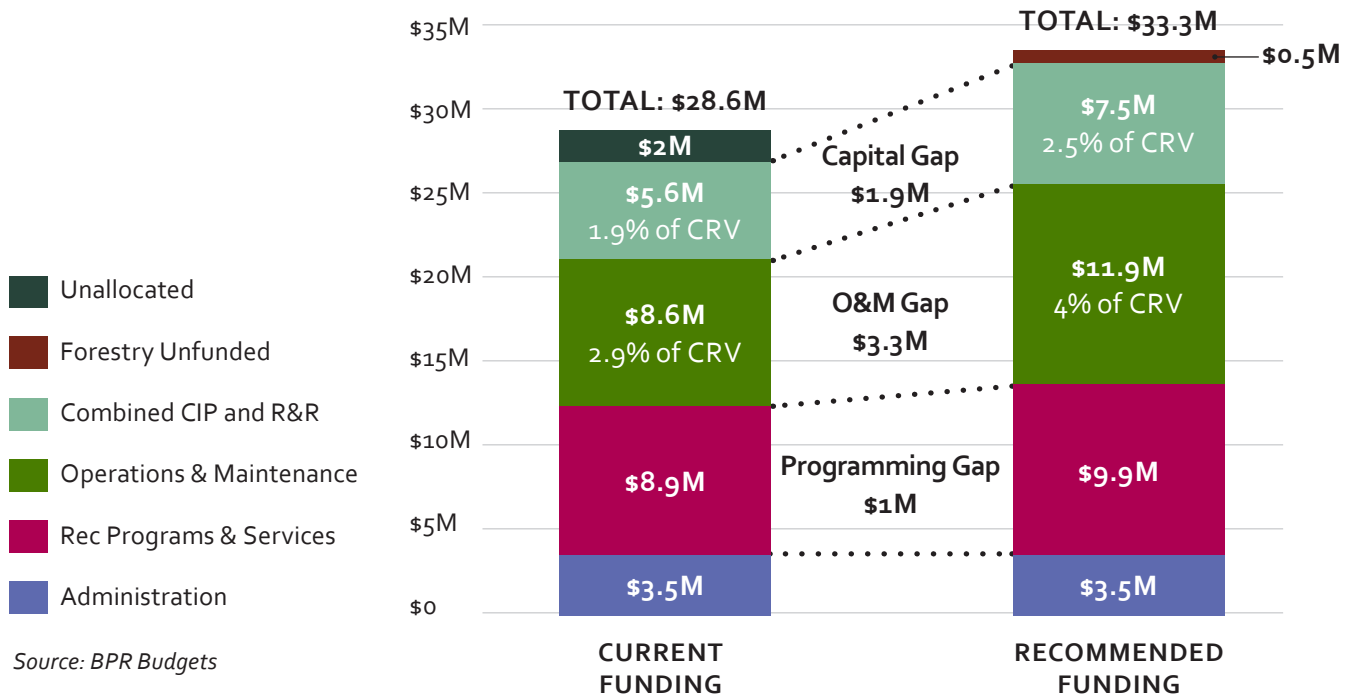 TOTAL: $33.3M
$35M
$0.5M
TOTAL: $28.6M
$30M
$7.5M
2.5% of CRV
$2M
Capital Gap
$1.9M
$25M
$5.6M
1.9% of CRV
$20M
$11.9M
4% of CRV
Unallocated
O&M Gap
$3.3M
$8.6M
2.9% of CRV
$15M
Forestry Unfunded
Combined CIP and R&R
$10M
Operations & Maintenance
Programming Gap
$1M
$8.9M
$9.9M
$5M
Rec Programs & Services
Administration
$3.5M
$3.5M
$0
Source: BPR Budgets
CURRENT
FUNDING
RECOMMENDED
FUNDING